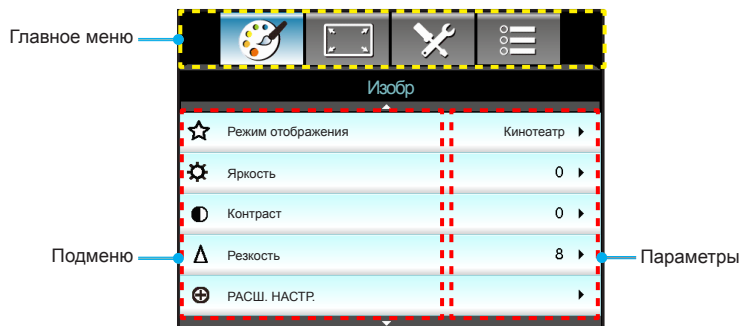 Главное меню
Изобр
Режим отображения Кинотеатр
Яркость 0
Контраст 0
Подменю
Резкость 8
Параметры
РАСШ. НАСТР.